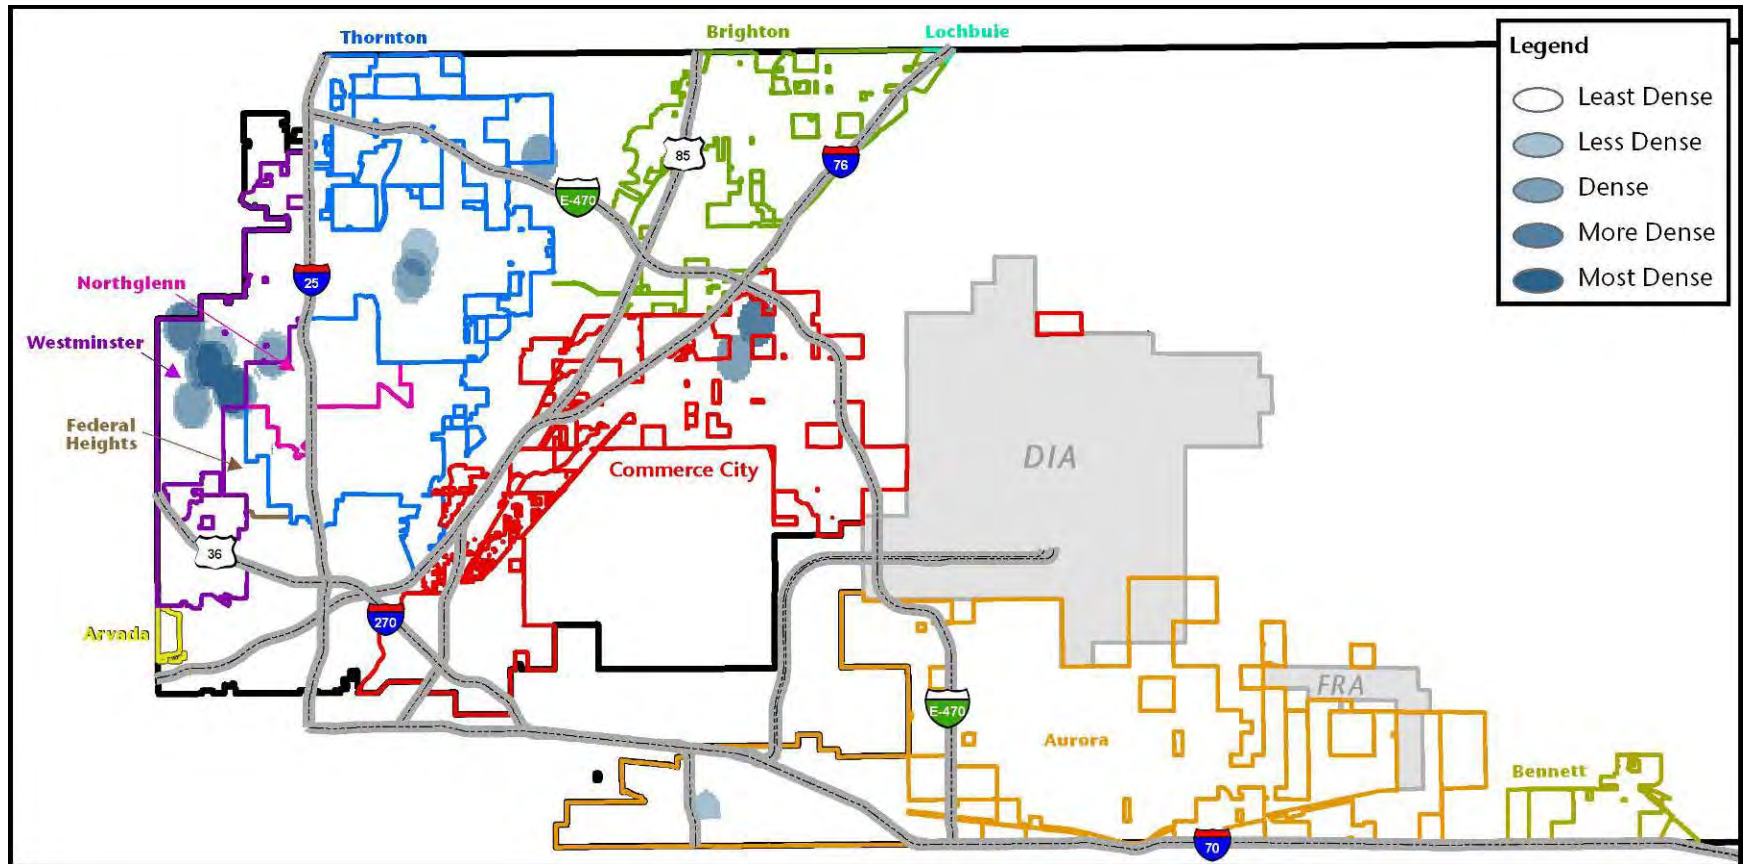 Thornton
Brighton
Lochbuie
Legend
Least Dense
Less Dense
Dense
More Dense
Most Dense
85
76
E-470
25
Northglenn
Westminster
Federal
Heights
DIA
Commerce City
36
270
Arvada
FRA
E-470
Aurora
Bennett
70